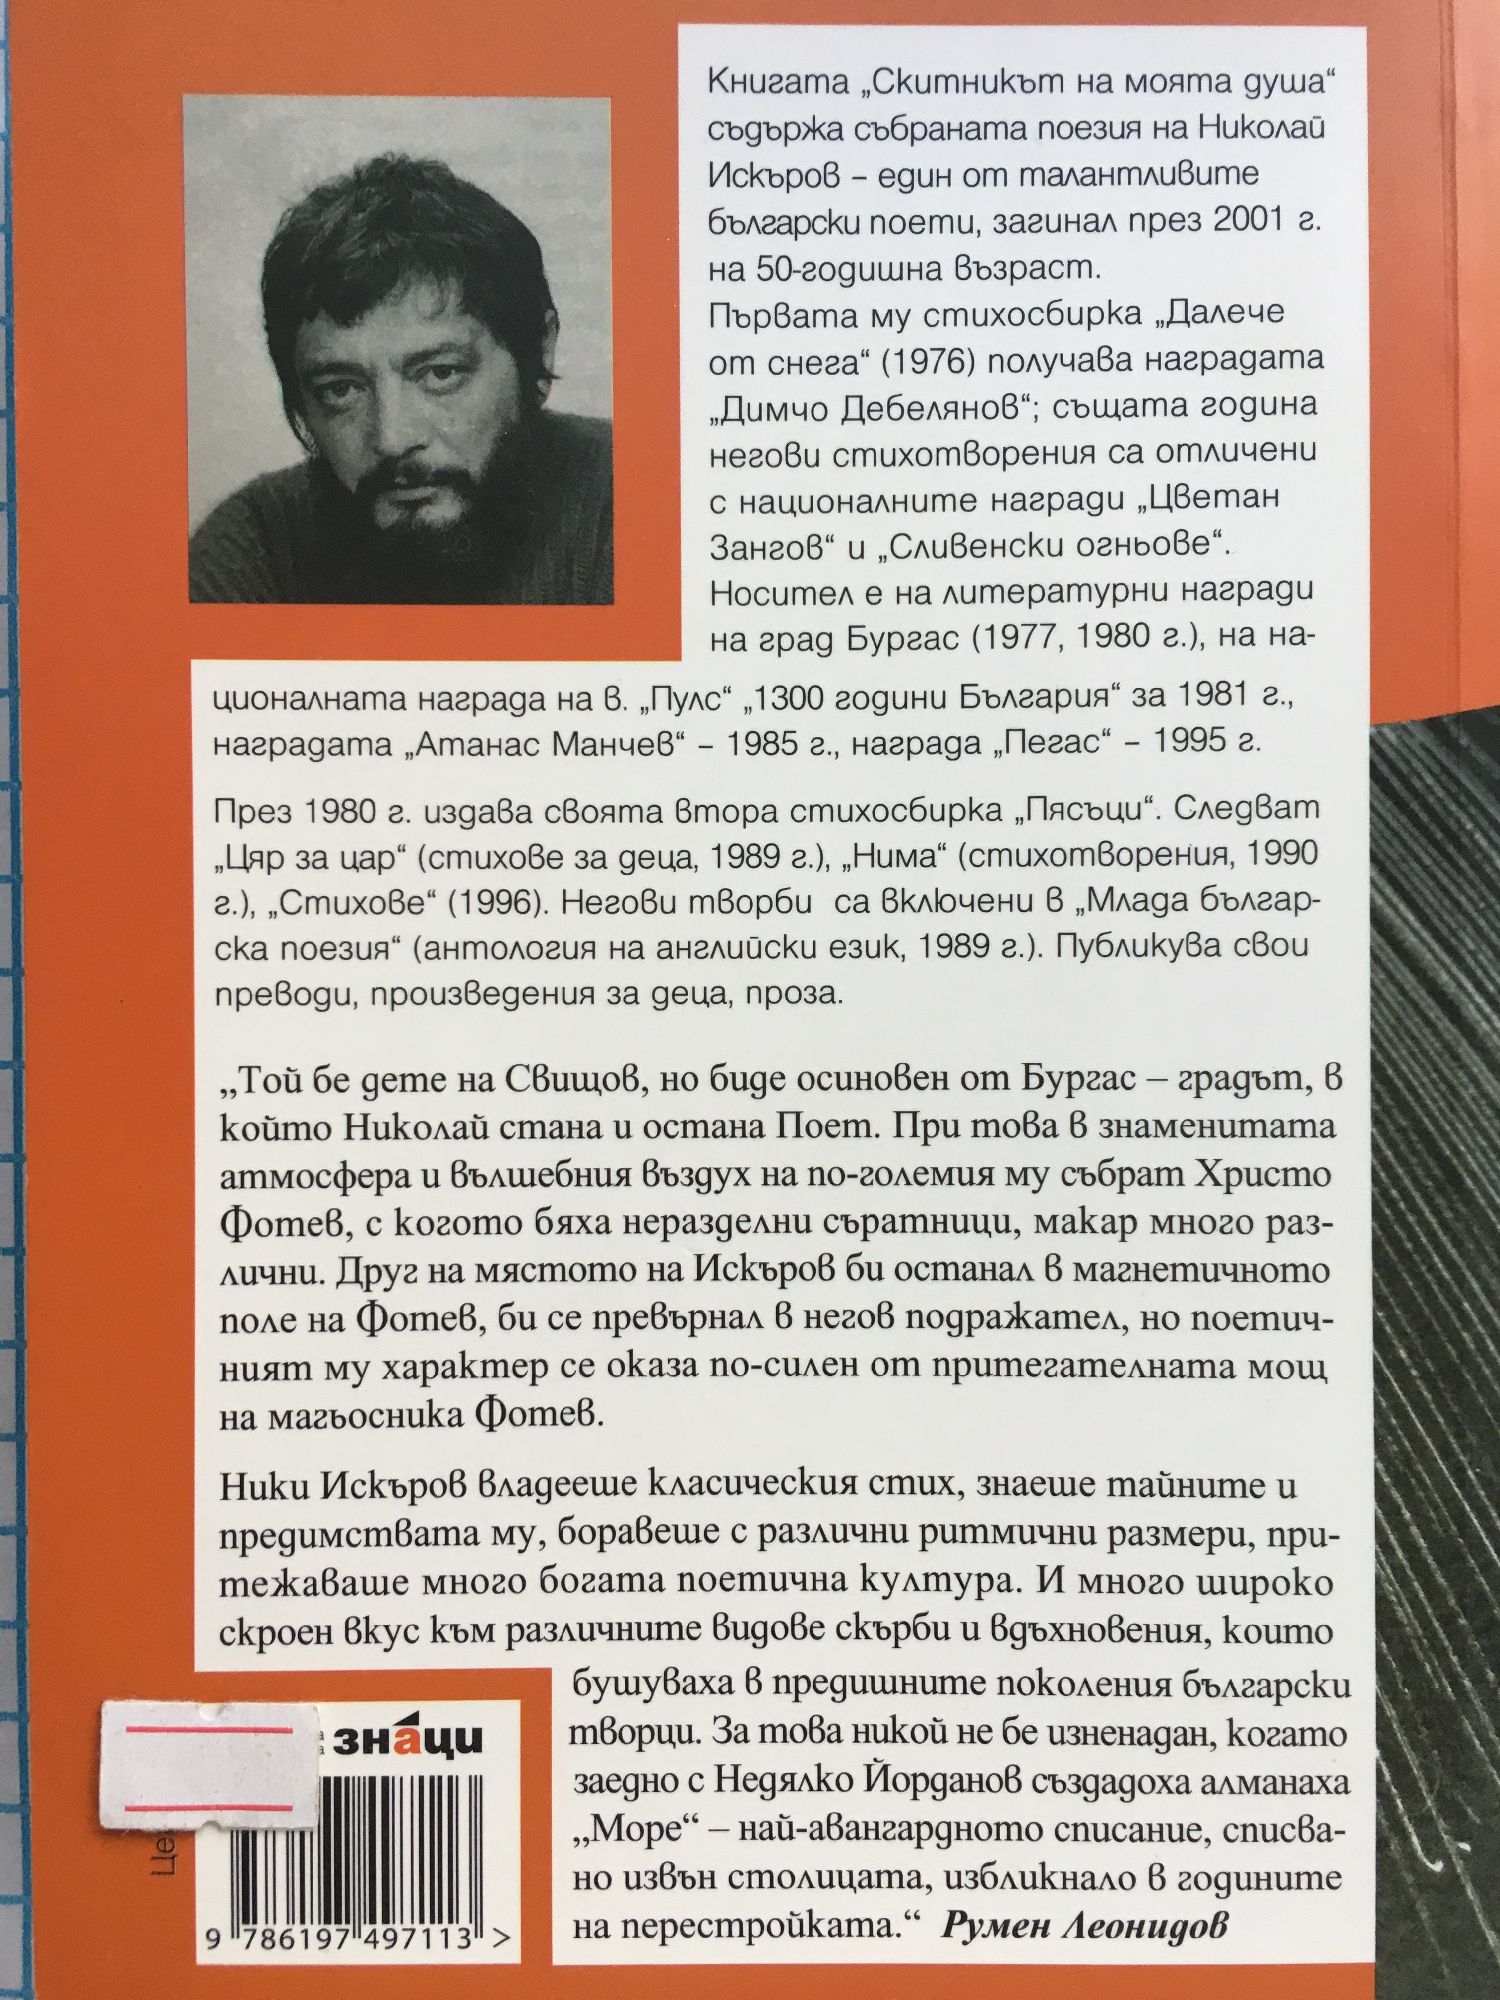 Книгата „Скитникът на моята душа“
съдържа събраната поезия на Николай
Искъров – един от талантливите
български поети, загинал през 2001 г.
на 50-годишна възраст.
Първата му стихосбирка „Далече
от снега“ (1976) получава наградата
„Димчо Дебелянов“; същата година
негови стихотворения са отличени
с националните награди „Цветан
Зангов“ и „Сливенски огньове“.
Носител е на литературни награди
на град Бургас (1977, 1980 г.), на на-
ционалната награда на в. „Пулс“ „1300 години България“ за 1981 г.,
наградата „Атанас Манчев“ – 1985 г., награда „Пегас“ – 1995 г.
През 1980 г. издава своята втора стихосбирка „Пясъци“. Следват
„Цяр за цар“ (стихове за деца, 1989 г.), „Нима“ (стихотворения, 1990
г.), „Стихове“ (1996). Негови творби са включени в „Млада българ-
ска поезия“ (антология на английски език, 1989 г.). Публикува свои
преводи, произведения за деца, проза.
„Той бе дете на Свищов, но биде осиновен от Бургас – градът, в
който Николай стана и остана Поет. При това в знаменитата
атмосфера и вълшебния въздух на по-големия му събрат Христо
Фотев, с когото бяха неразделни съратници, макар много раз-
лични. Друг на мястото на Искъров би останал в магнетичното
поле на Фотев, би се превърнал в негов подражател, но поетич-
ният му характер се оказа по-силен от притегателната мощ
на магьосника Фотев.
Ники Искъров владееше класическия стих, знаеше тайните и
предимствата му, боравеше с различни ритмични размери, при-
тежаваше много богата поетична култура. И много широко
скроен вкус към различните видове скърби и вдъхновения, които
бушуваха в предишните поколения български
творци. За това никой не бе изненадан, когато
заедно с Недялко Йорданов създадоха алманаха
„Море“ – най-авангардното списание, списва-
но извън столицата, избликнало в годините
на перестройката.“ Румен Леонидов
зна́ци
9 786197 497113 >